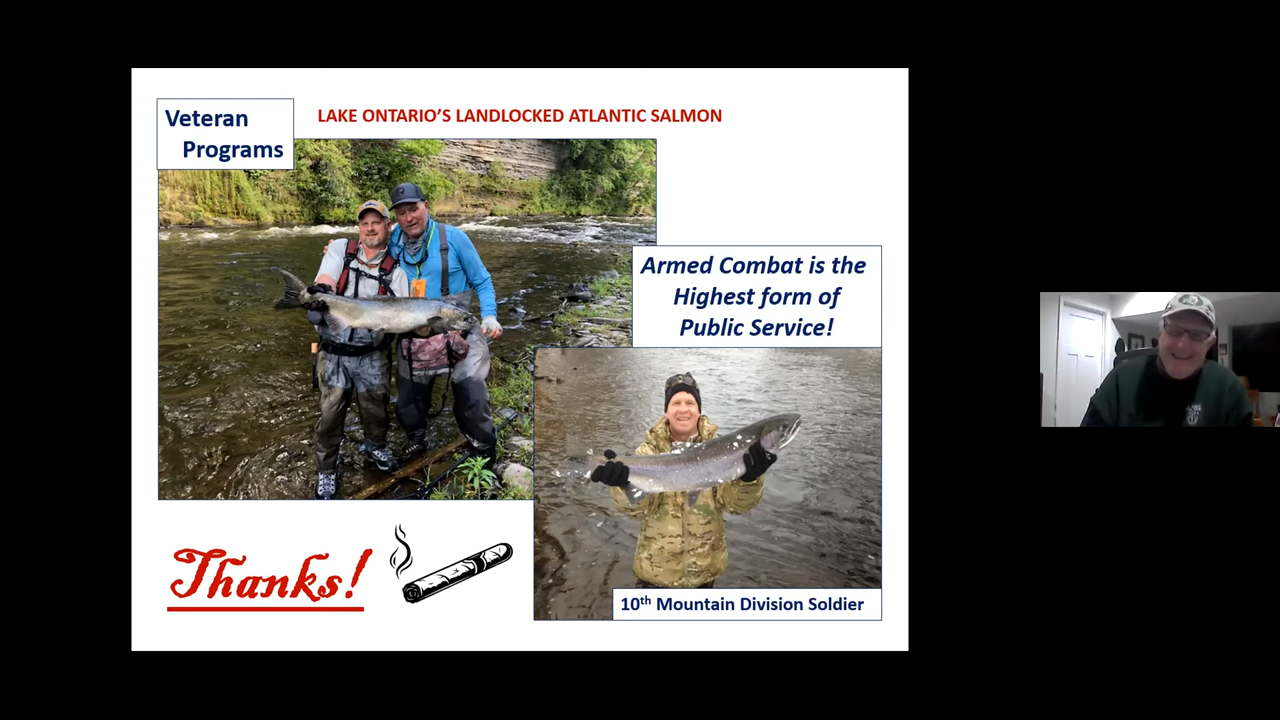 Veteran
Programs
LAKE ONTARIO'S LANDLOCKED ATLANTIC SALMON
Armed Combat is the
Highest form of
Public Service!
Thanks!
10th Mountain Division Soldier